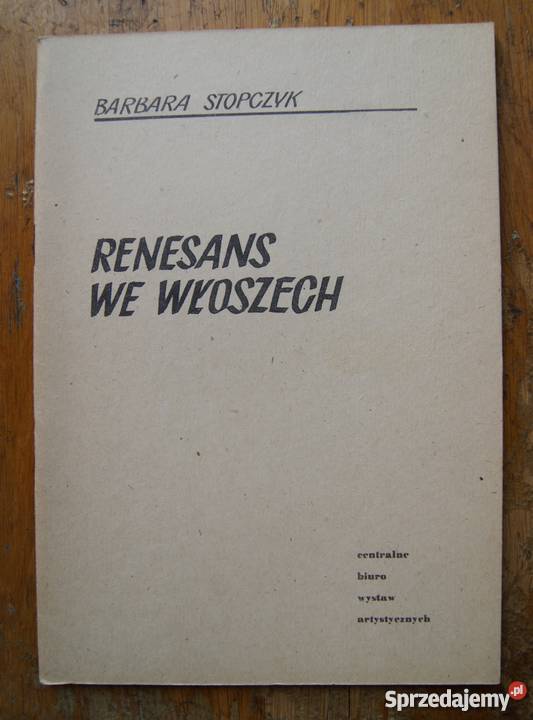 BARBARA STOPCZYK
RENESANS
WE WŁOSZECH
centralne
biuro
wystaw
artystycznych
Sprzedajemy.pl